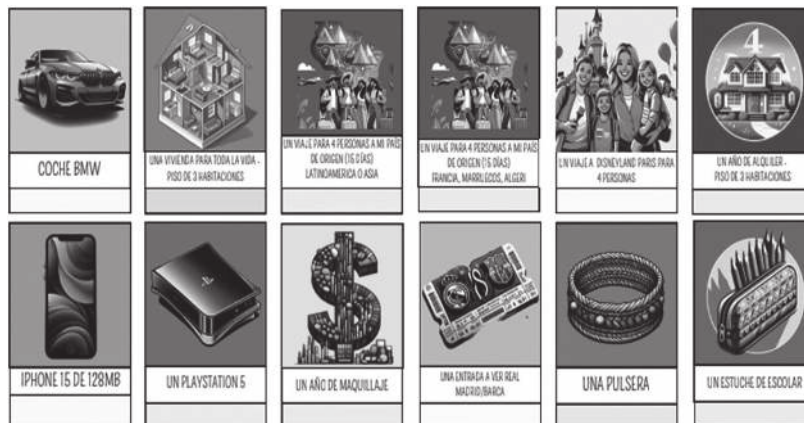 COCHE BMW
UNA VIVIENDA PARA TODA LA VIDA -
PISO DE 3 HABITACIONES
UN VIAJE PARA 4 PERSONAS A MI PAÍS
DE ORIGEN (15 DÍAS)
LATINOAMERICA O ASIA
UN VIAJE PARA 4 PERSONAS A MI PAÍS
DE ORIGEN (15 DÍAS)
FRANCIA, MARRUECOS, ALGERI
UN VIAJE A DISNEYLAND PARIS PARA
4 PERSONAS
4
UN AÑO DE ALQUILER -
PISO DE 3 HABITACIONES
IPHONE 15 DE 128MB
UN PLAYSTATION 5
$
UN AÑO DE MAQUILLAJE
UNA ENTRADA A VER REAL
MADRID/BARCA
UNA PULSERA
UN ESTUCHE DE ESCOLAR